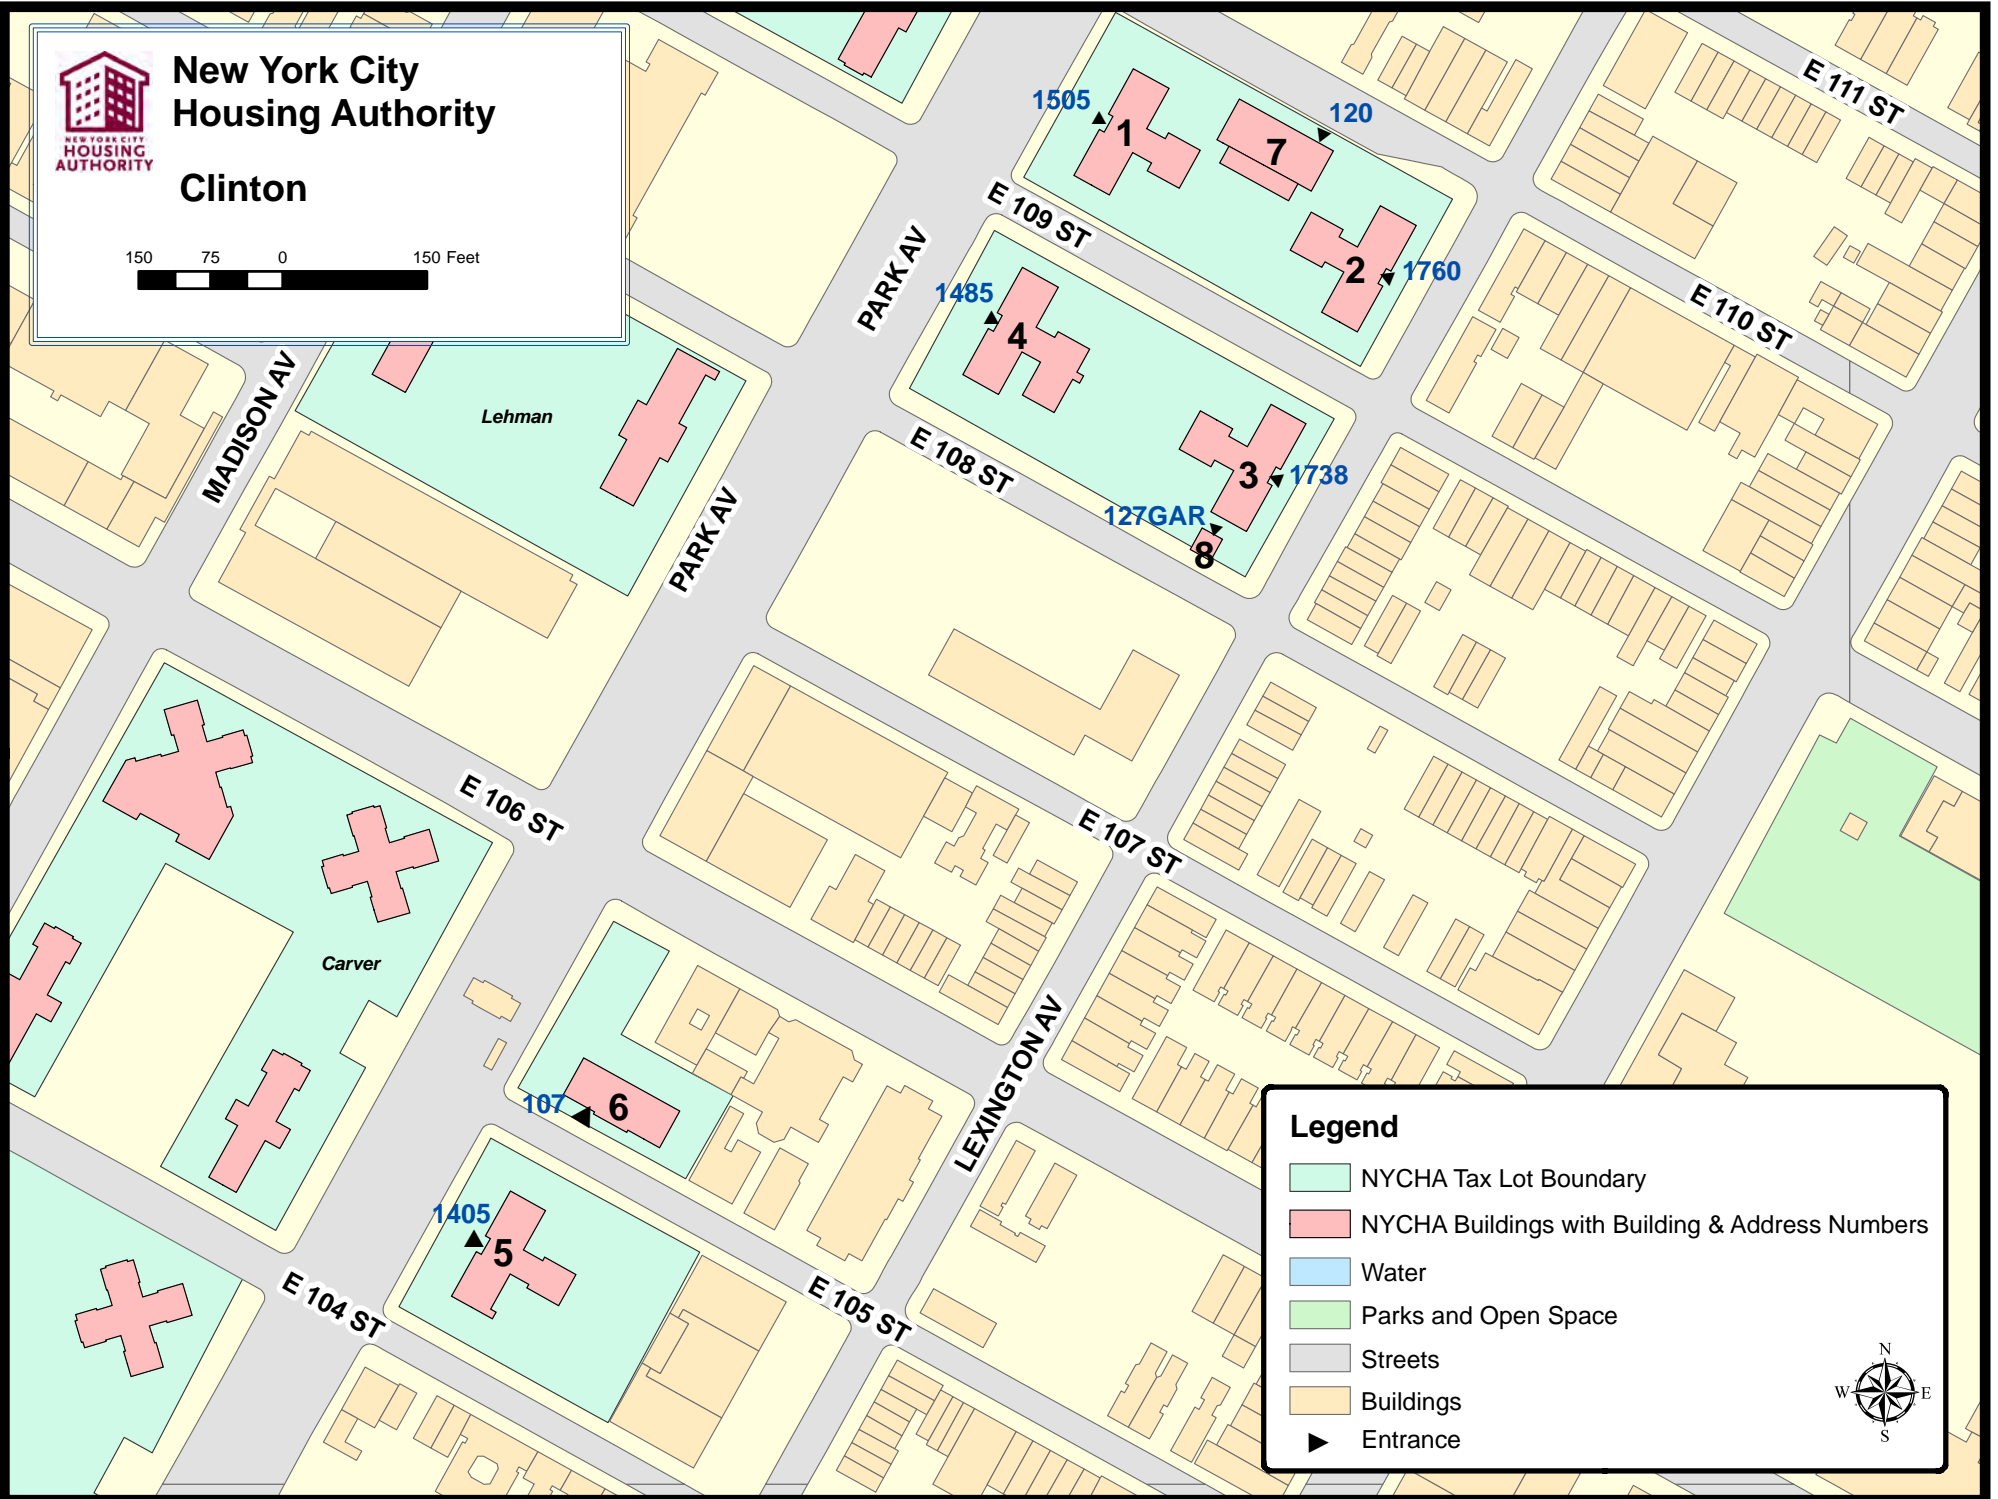 New York City
Housing Authority
NEW YORK CITY
HOUSING
AUTHORITY
Clinton
150 75 0 150 Feet
E 111 ST
1505
1
7
120
E 109 ST
PARK AV
2
1760
E 110 ST
1485
4
MADISON AV
Lehman
E 108 ST
3
1738
127GAR
8
PARK AV
E 106 ST
E 107 ST
Carver
LEXINGTON AV
107
6
1405
5
E 104 ST
E 105 ST
Legend
NYCHA Tax Lot Boundary
NYCHA Buildings with Building & Address Numbers
Water
Parks and Open Space
Streets
Buildings
Entrance
N
W E
S